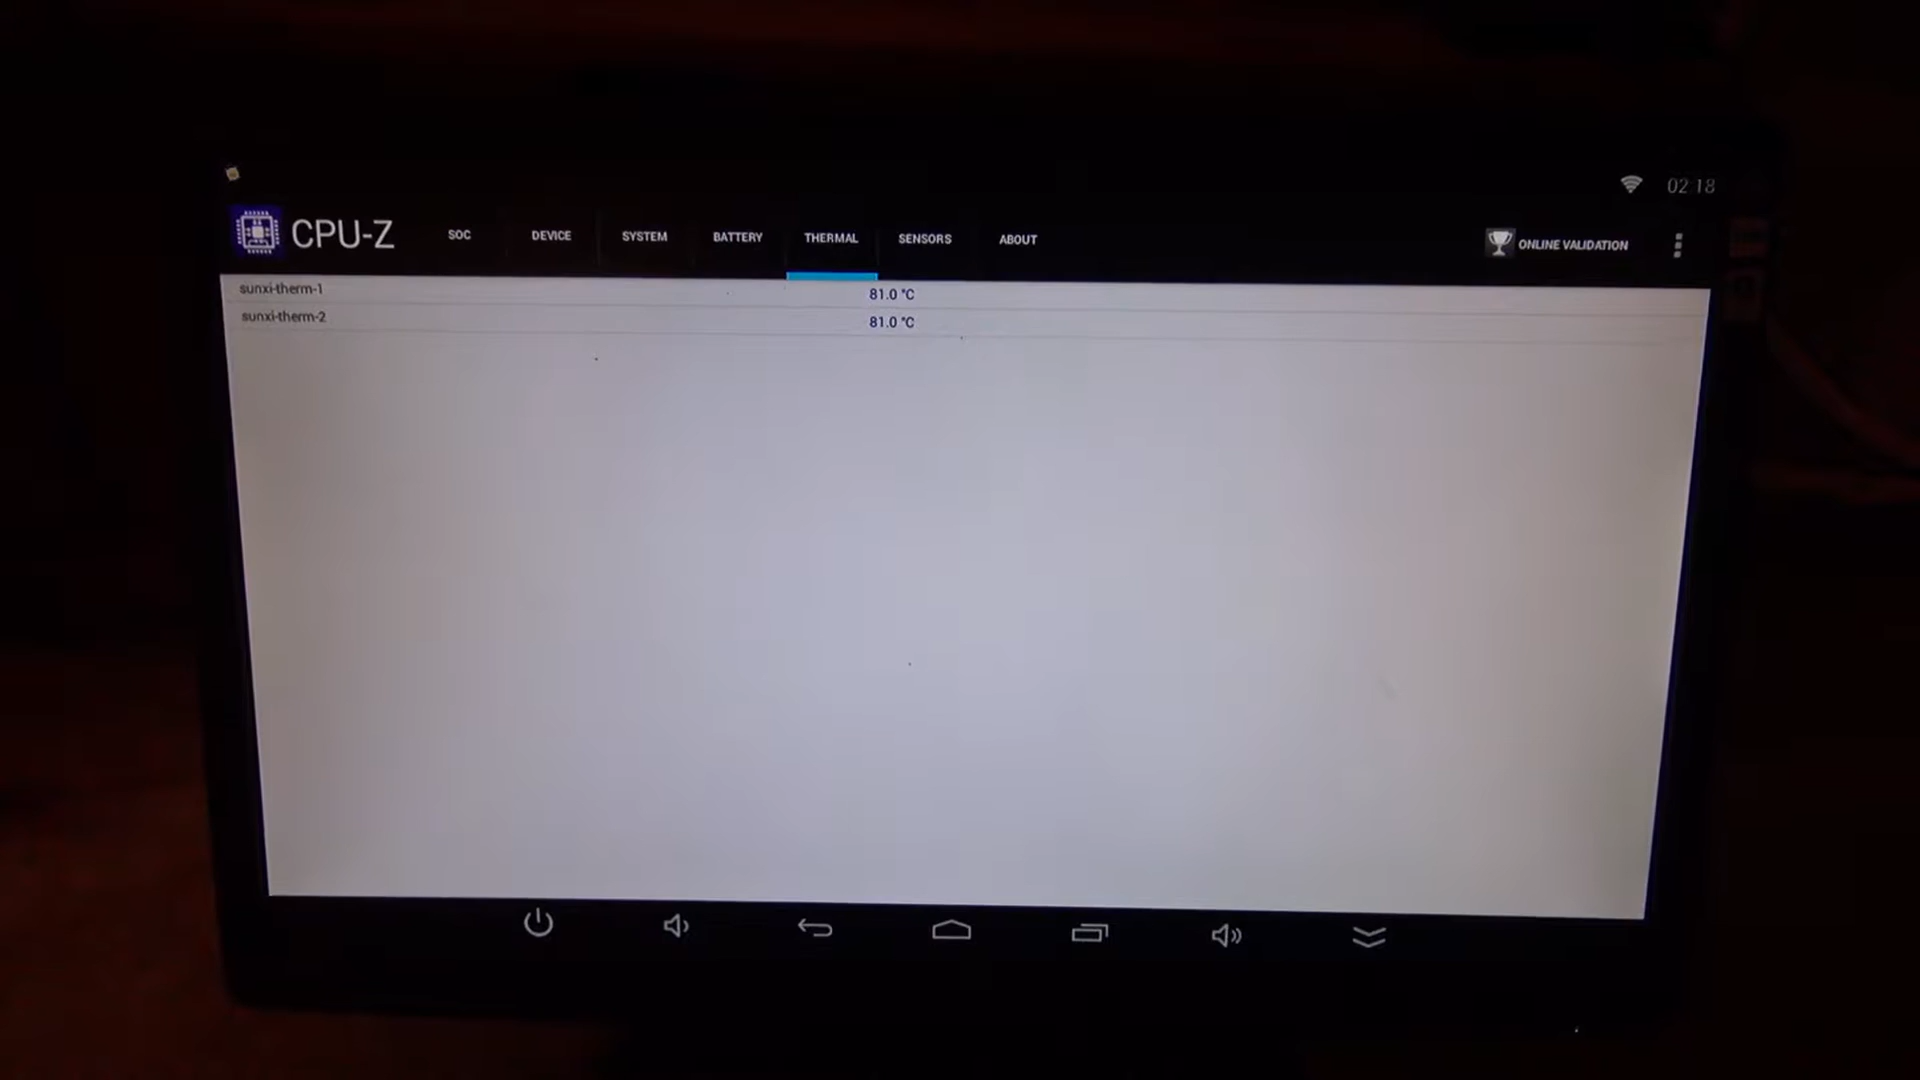 02:18
CPU-Z SOC DEVICE SYSTEM BATTERY THERMAL SENSORS ABOUT ONLINE VALIDATION
sunxi-therm-1 81.0 °C
sunxi-therm-2 81.0 °C